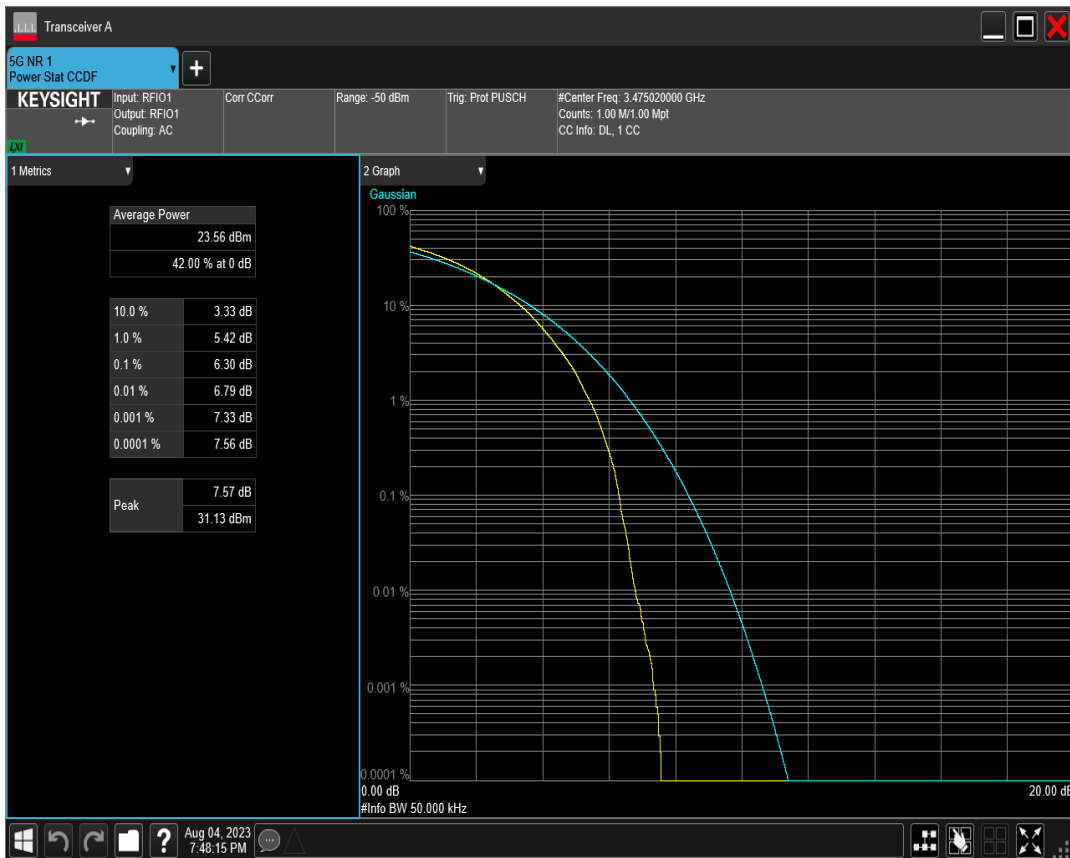 Transceiver A
5G NR 1
Power Stat CCDF
+
KEYSIGHT
LXI
Input: RFIO1
Output: RFIO1
Coupling: AC
Corr CCorr
Range: -50 dBm
Trig: Prot PUSCH
#Center Freq: 3.475020000 GHz
Counts: 1.00 M/1.00 Mpt
CC Info: DL, 1 CC
1 Metrics
Average Power
23.56 dBm
42.00 % at 0 dB
10.0 % 3.33 dB
1.0 % 5.42 dB
0.1 % 6.30 dB
0.01 % 6.79 dB
0.001 % 7.33 dB
0.0001 % 7.56 dB
Peak
7.57 dB
31.13 dBm
2 Graph
Gaussian
100 %
10 %
1 %
0.1 %
0.01 %
0.001 %
0.0001 %
0.00 dB
20.00 dB
#Info BW 50.000 kHz
?
Aug 04, 2023
7:48:15 PM